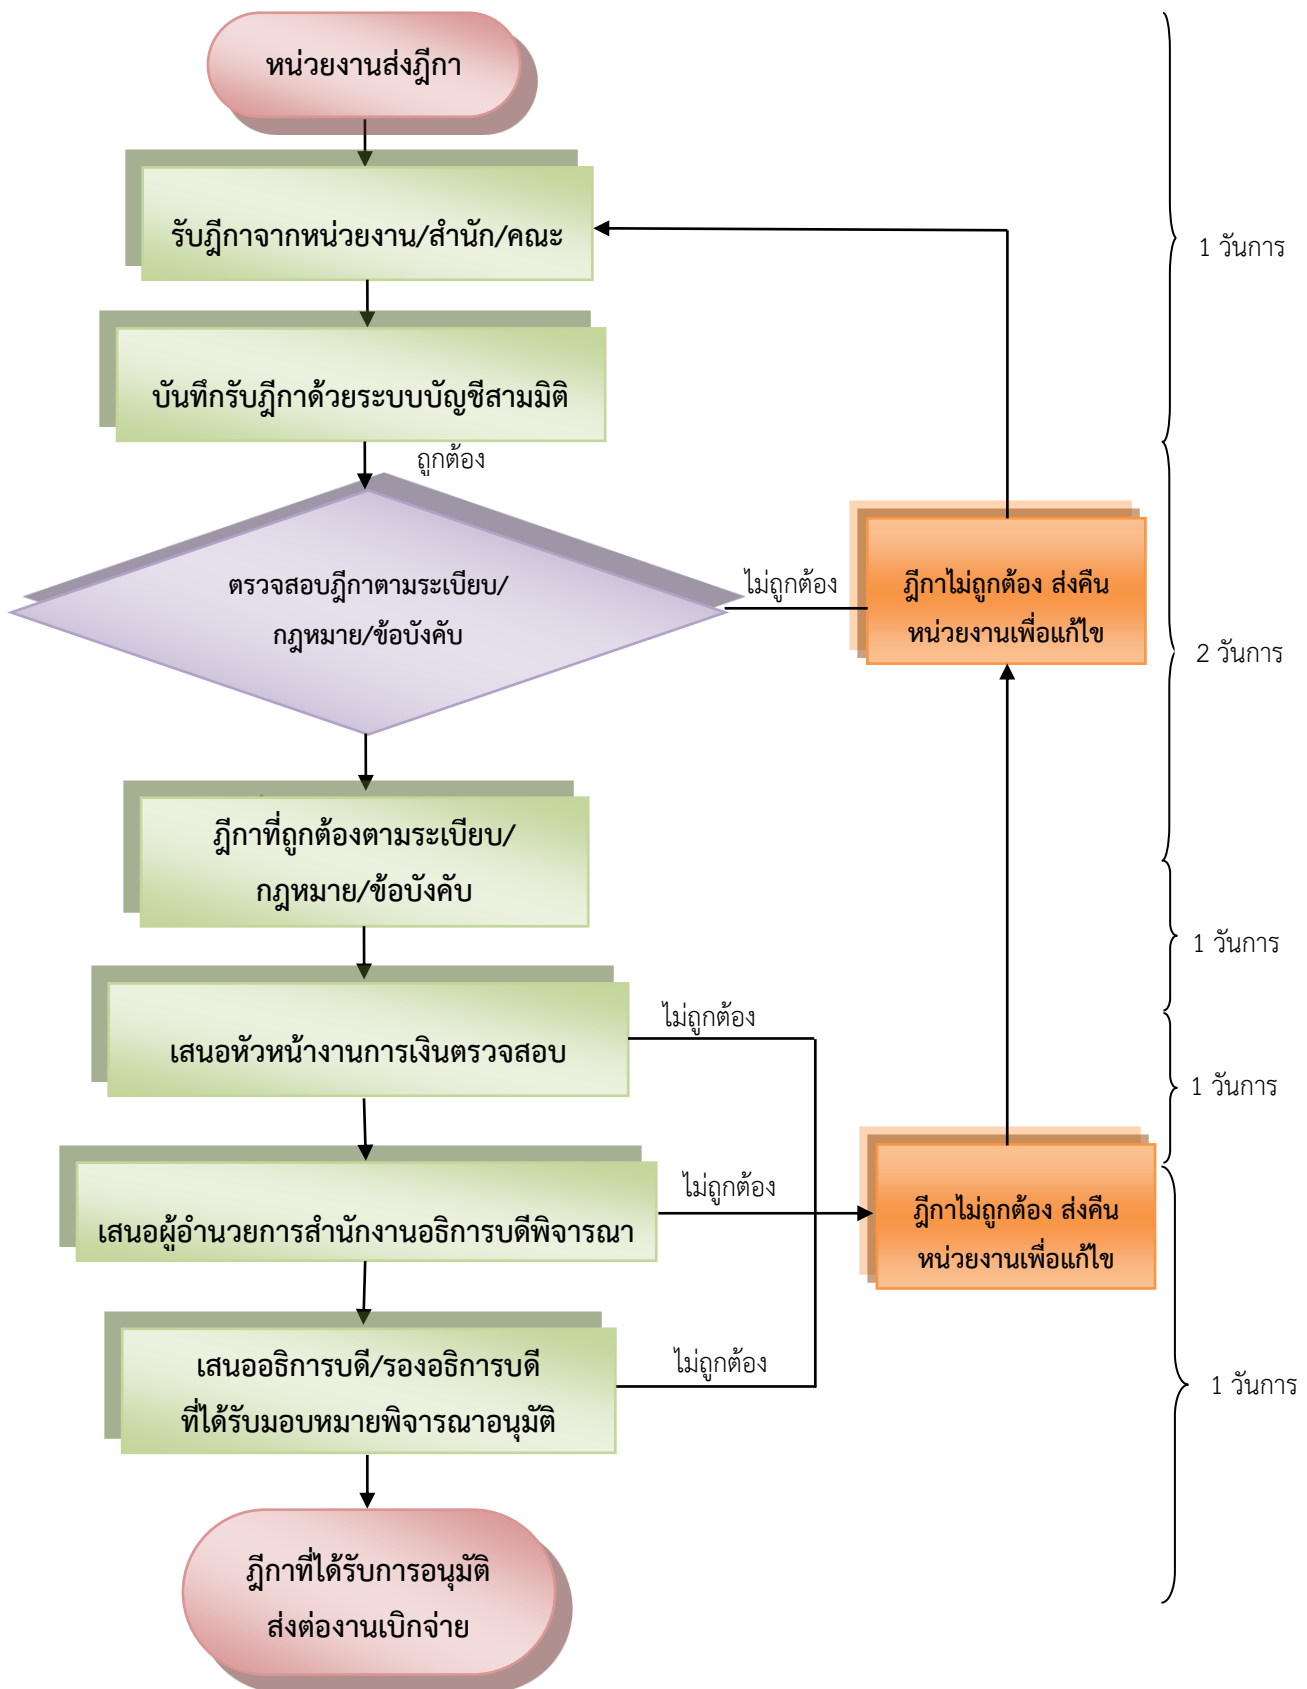 หน่วยงานส่งฎีกา
รับฎีกาจากหน่วยงาน/สำนัก/คณะ
1 วันการ
บันทึกรับฎีกาด้วยระบบบัญชีสามมิติ
ถูกต้อง
ตรวจสอบฎีกาตามระเบียบ/
กฎหมาย/ข้อบังคับ
ไม่ถูกต้อง
ฎีกาไม่ถูกต้อง ส่งคืน
หน่วยงานเพื่อแก้ไข
2 วันการ
ฎีกาที่ถูกต้องตามระเบียบ/
กฎหมาย/ข้อบังคับ
1 วันการ
เสนอหัวหน้างานการเงินตรวจสอบ
ไม่ถูกต้อง
1 วันการ
เสนอผู้อำนวยการสำนักงานอธิการบดีพิจารณา
ไม่ถูกต้อง
ฎีกาไม่ถูกต้อง ส่งคืน
หน่วยงานเพื่อแก้ไข
เสนออธิการบดี/รองอธิการบดี
ที่ได้รับมอบหมายพิจารณาอนุมัติ
ไม่ถูกต้อง
1 วันการ
ฎีกาที่ได้รับการอนุมัติ
ส่งต่องานเบิกจ่าย